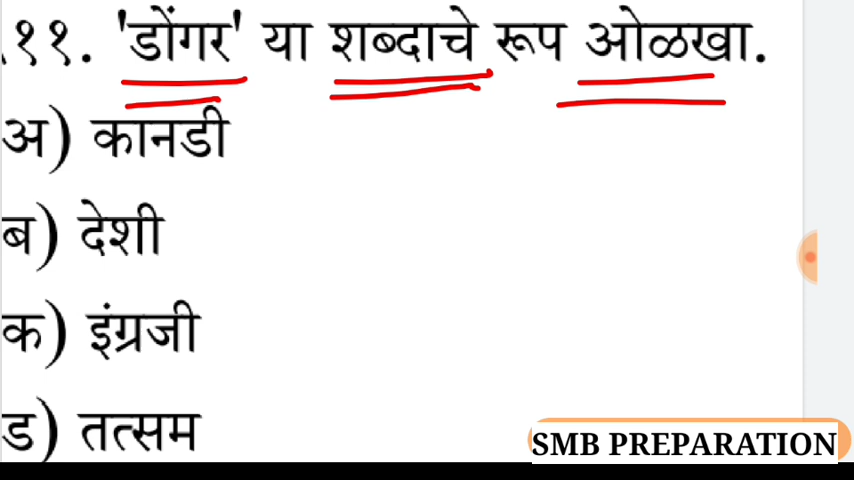 .११. 'डोंगर' या शब्दाचे रूप ओळखा.
अ) कानडी
ब) देशी
क) इंग्रजी
ड) तत्सम
SMB PREPARATION